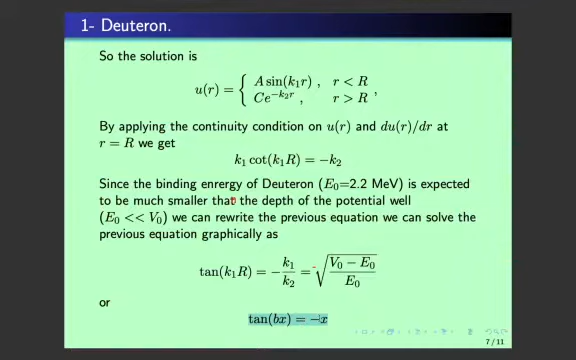 1- Deuteron.
So the solution is
u(r) = { A sin(k₁r) , r < R
Ce^{−k₂r} , r > R ,
By applying the continuity condition on u(r) and du(r)/dr at
r = R we get
k₁ cot(k₁R) = −k₂
Since the binding enrergy of Deuteron (E₀=2.2 MeV) is expected
to be much smaller that the depth of the potential well
(E₀ << V₀) we can rewrite the previous equation we can solve the
previous equation graphically as
tan(k₁R) = −k₁/k₂ = −√((V₀ − E₀)/E₀)
or
tan(bx) = −x
7 / 11